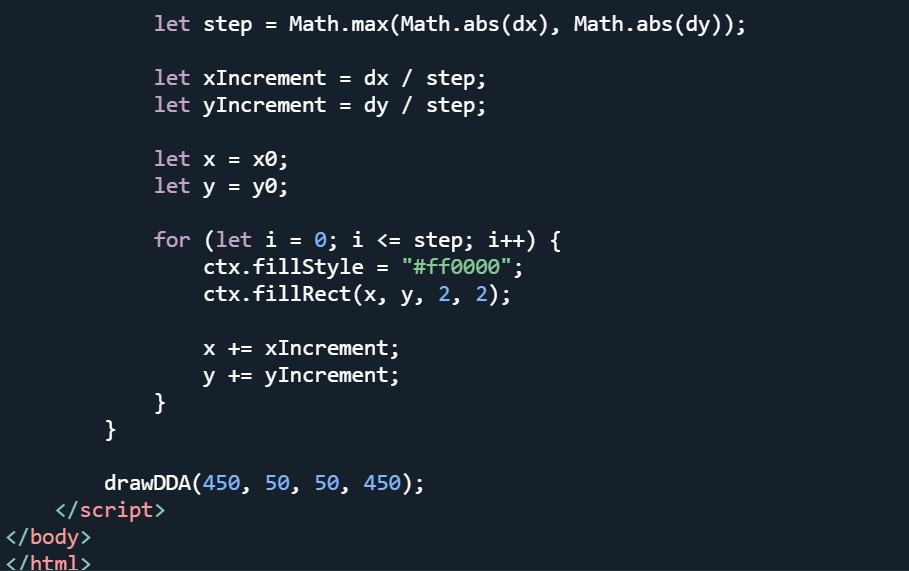 let step = Math.max(Math.abs(dx), Math.abs(dy));
let xIncrement = dx / step;
let yIncrement = dy / step;
let x = x0;
let y = y0;
for (let i = 0; i <= step; i++) {
ctx.fillStyle = "#ff0000";
ctx.fillRect(x, y, 2, 2);
x += xIncrement;
y += yIncrement;
}
}
drawDDA(450, 50, 50, 450);
</script>
</body>
</html>